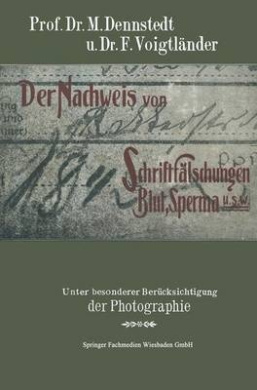 Prof. Dr. M. Dennstedt
u. Dr. F. Voigtländer
Der Nachweis von
Schriftfälschungen
Blut, Sperma u.s.w.
Unter besonderer Berücksichtigung
der Photographie
Springer Fachmedien Wiesbaden GmbH